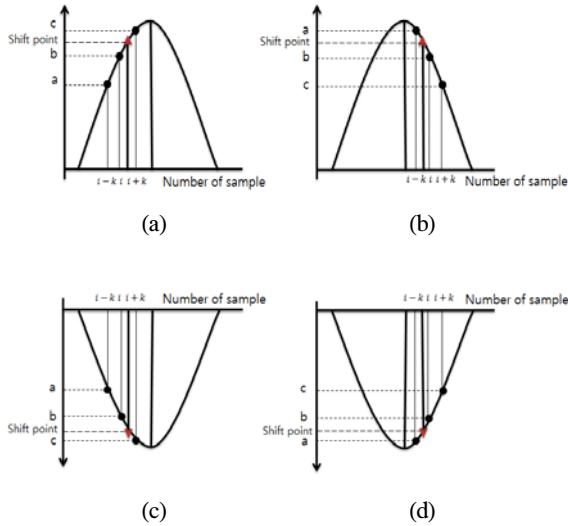 c
Shift point
b
a
i−k i i+k Number of sample
(a)
a
Shift point
b
c
i−k i i+k Number of sample
(b)
i−k i i+k Number of sample
a
b
Shift point
c
(c)
i−k i i+k Number of sample
c
b
Shift point
a
(d)